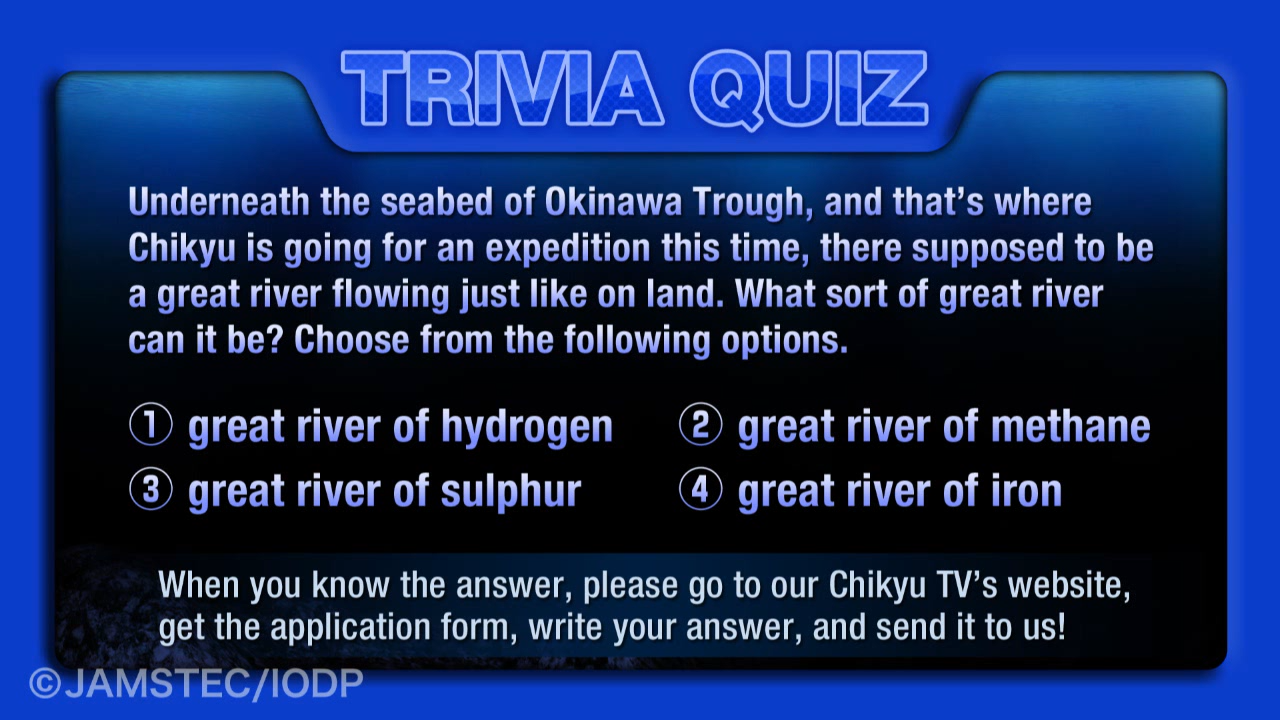 TRIVIA QUIZ
Underneath the seabed of Okinawa Trough, and that's where
Chikyu is going for an expedition this time, there supposed to be
a great river flowing just like on land. What sort of great river
can it be? Choose from the following options.
① great river of hydrogen ② great river of methane
③ great river of sulphur ④ great river of iron
When you know the answer, please go to our Chikyu TV's website,
get the application form, write your answer, and send it to us!
©JAMSTEC/IODP